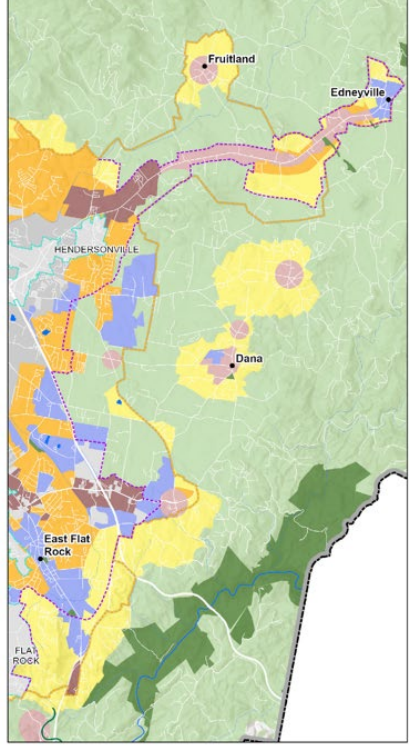 Fruitland
Edneyville
HENDERSONVILLE
Dana
East Flat
Rock
FLAT
ROCK